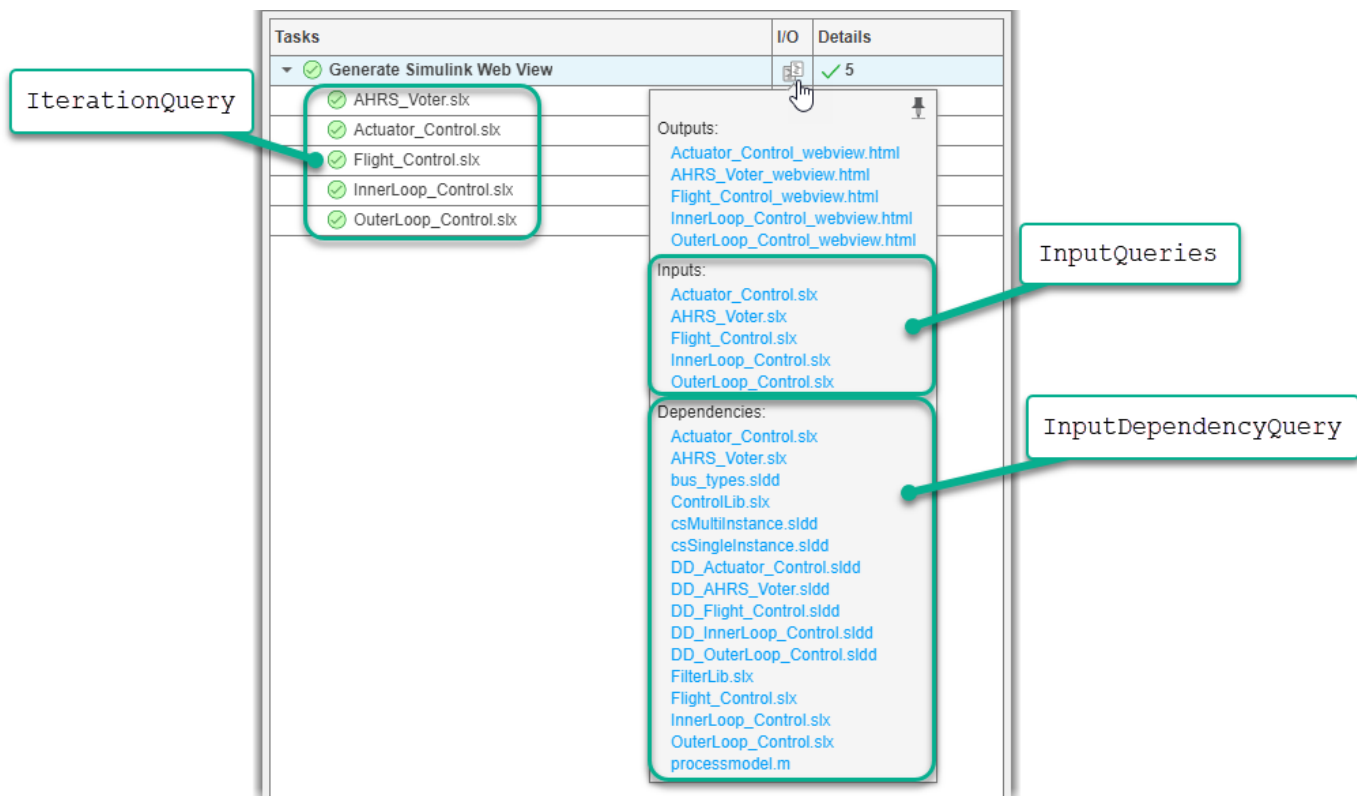 Tasks I/O Details
Generate Simulink Web View 5
IterationQuery
AHRS_Voter.slx
Actuator_Control.slx
Flight_Control.slx
InnerLoop_Control.slx
OuterLoop_Control.slx
Outputs:
Actuator_Control_webview.html
AHRS_Voter_webview.html
Flight_Control_webview.html
InnerLoop_Control_webview.html
OuterLoop_Control_webview.html
InputQueries
Inputs:
Actuator_Control.slx
AHRS_Voter.slx
Flight_Control.slx
InnerLoop_Control.slx
OuterLoop_Control.slx
InputDependencyQuery
Dependencies:
Actuator_Control.slx
AHRS_Voter.slx
bus_types.sldd
ControlLib.slx
csMultiInstance.sldd
csSingleInstance.sldd
DD_Actuator_Control.sldd
DD_AHRS_Voter.sldd
DD_Flight_Control.sldd
DD_InnerLoop_Control.sldd
DD_OuterLoop_Control.sldd
FilterLib.slx
Flight_Control.slx
InnerLoop_Control.slx
OuterLoop_Control.slx
processmodel.m